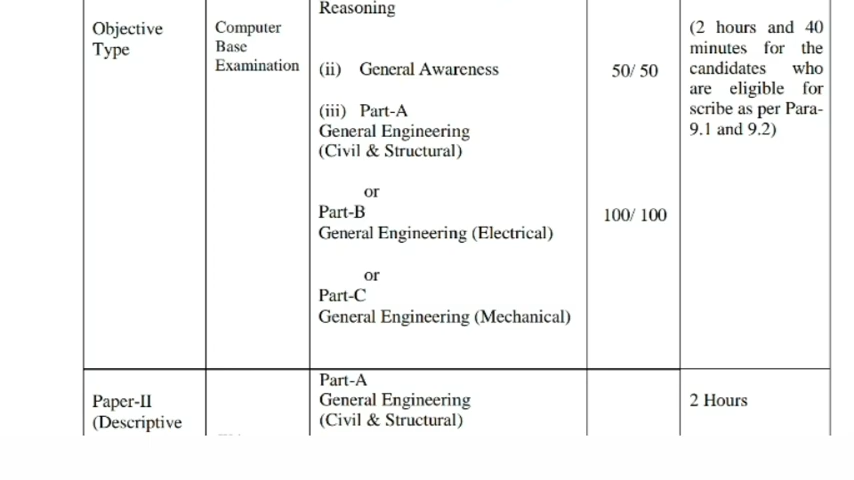 Reasoning
Objective
Type
Computer
Base
Examination
(ii) General Awareness
50/ 50
(iii) Part-A
General Engineering
(Civil & Structural)
or
Part-B
General Engineering (Electrical)
100/ 100
or
Part-C
General Engineering (Mechanical)
(2 hours and 40
minutes for the
candidates who
are eligible for
scribe as per Para-
9.1 and 9.2)
Paper-II
(Descriptive
Part-A
General Engineering
(Civil & Structural)
2 Hours